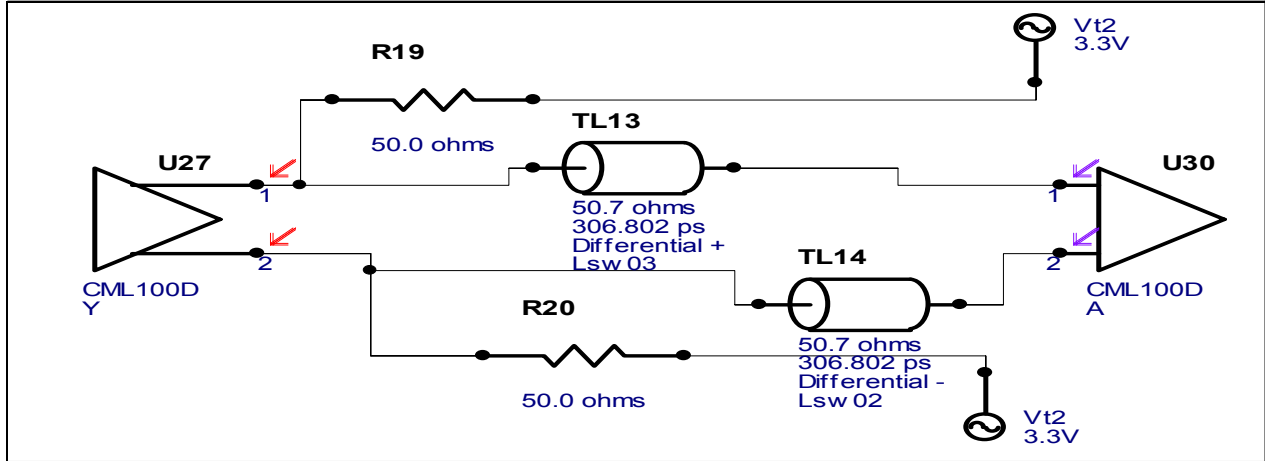 Vt2
3.3V
R19
50.0 ohms
TL13
U27
1
2
CML100D
Y
50.7 ohms
306.802 ps
Differential +
Lsw 03
U30
1
2
CML100D
A
TL14
50.7 ohms
306.802 ps
Differential -
Lsw 02
R20
50.0 ohms
Vt2
3.3V